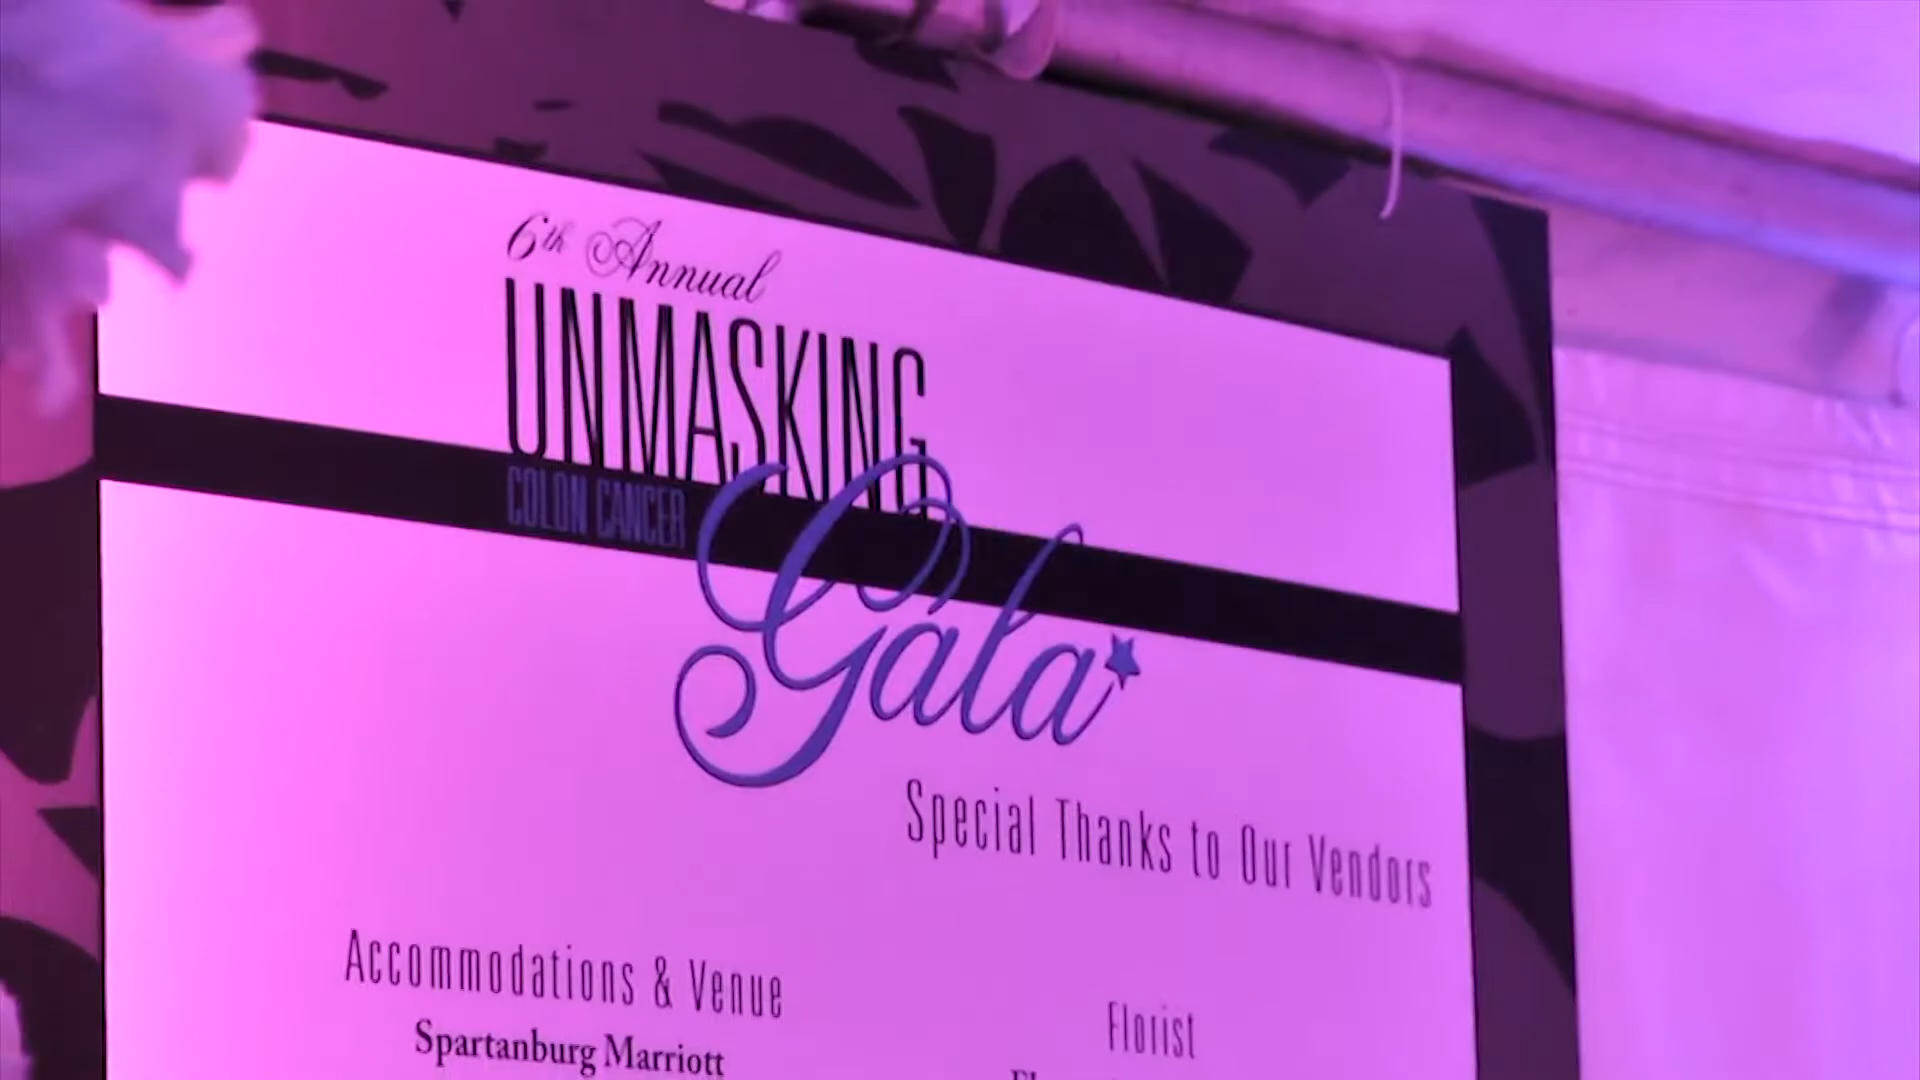 6th Annual
UNMASKING
COLON CANCER
Gala
Special Thanks to Our Vendors
Accommodations & Venue
Spartanburg Marriott
Florist